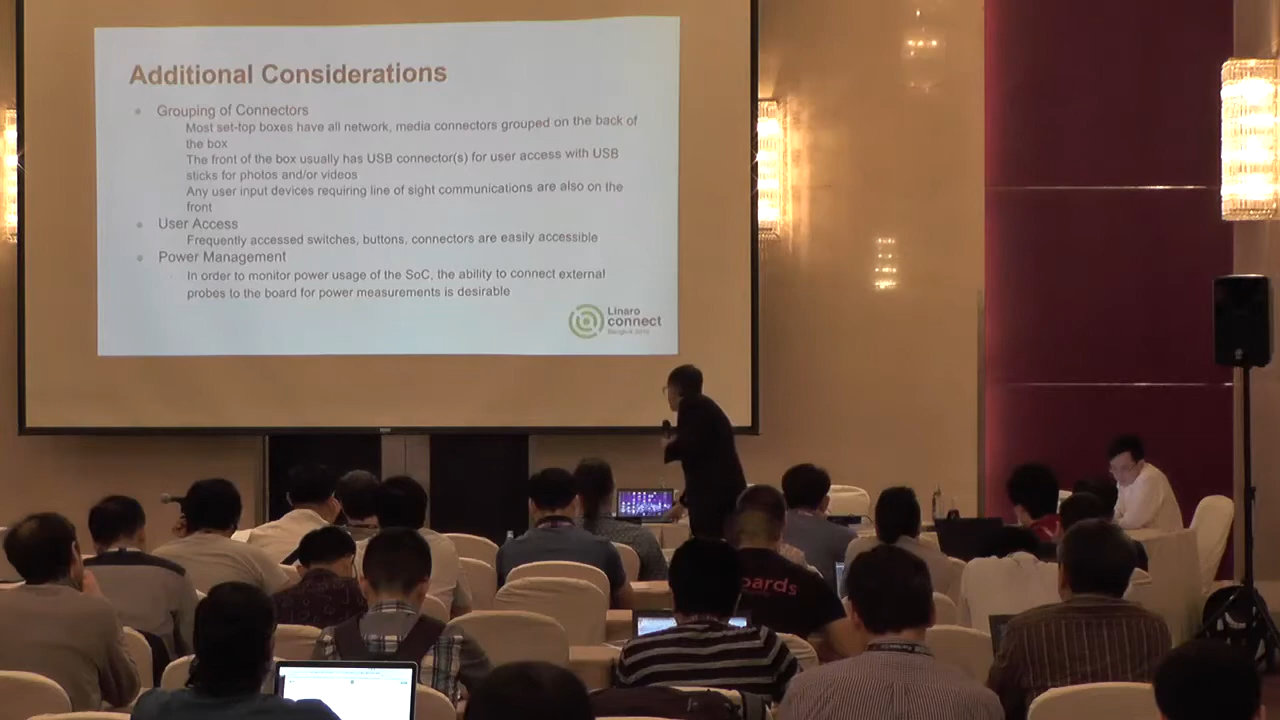 Additional Considerations
Grouping of Connectors
Most set-top boxes have all network, media connectors grouped on the back of
the box
The front of the box usually has USB connector(s) for user access with USB
sticks for photos and/or videos
Any user input devices requiring line of sight communications are also on the
front
User Access
Frequently accessed switches, buttons, connectors are easily accessible
Power Management
In order to monitor power usage of the SoC, the ability to connect external
probes to the board for power measurements is desirable
Linaro
connect
Bangkok 2019
oards